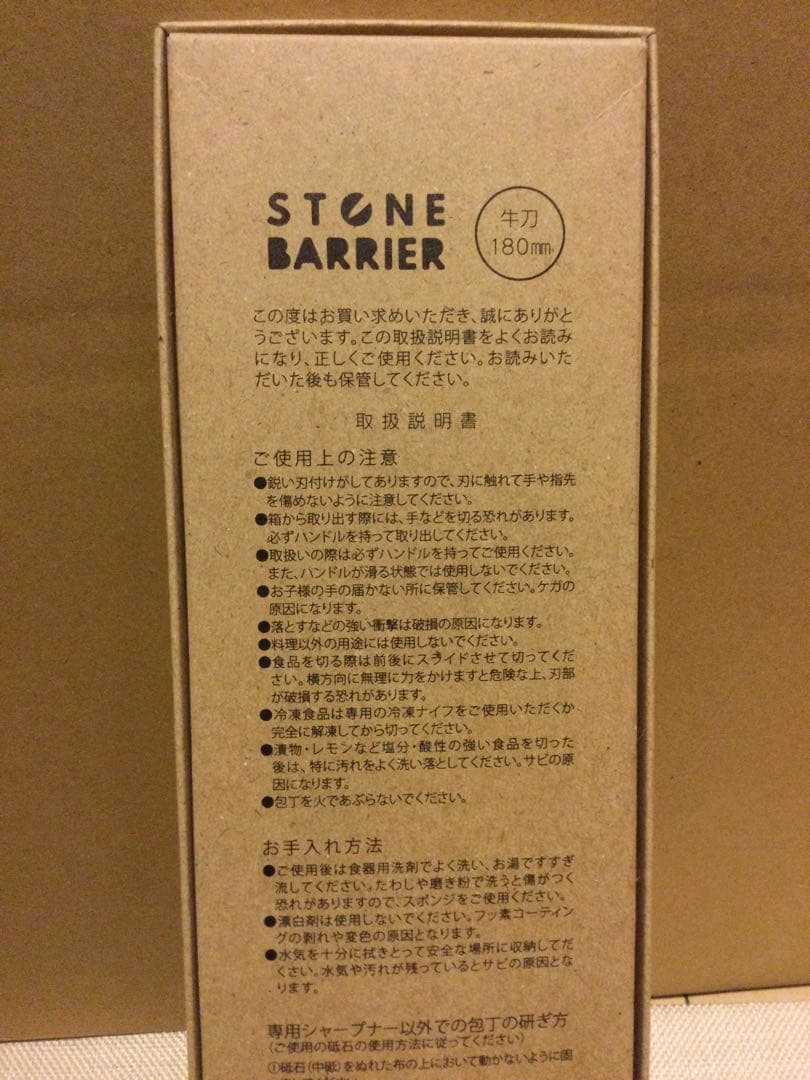 STONE
BARRIER
牛刀
180mm
この度はお買い求めいただき、誠にありがと
うございます。この取扱説明書をよくお読み
になり、正しくご使用ください。お読みいた
だいた後も保管してください。
取扱説明書
ご使用上の注意
●鋭い刃付けがしてありますので、刃に触れて手や指先
を傷めないように注意してください。
●箱から取り出す際には、手などを切る恐れがあります。
必ずハンドルを持って取り出してください。
●取扱いの際は必ずハンドルを持ってご使用ください。
また、ハンドルが滑る状態では使用しないでください。
●お子様の手の届かない所に保管してください。ケガの
原因になります。
●落とすなどの強い衝撃は破損の原因になります。
●料理以外の用途には使用しないでください。
●食品を切る際は前後にスライドさせて切ってくだ
さい。横方向に無理に力をかけますと危険な上、刃部
が破損する恐れがあります。
●冷凍食品は専用の冷凍ナイフをご使用いただくか
完全に解凍してから切ってください。
●漬物・レモンなど塩分・酸性の強い食品を切った
後は、特に汚れをよく洗い落としてください。サビの原
因になります。
●包丁を火であぶらないでください。
お手入れ方法
●ご使用後は食器用洗剤でよく洗い、お湯ですすぎ
流してください。たわしや磨き粉で洗うと傷がつく
恐れがありますので、スポンジをご使用ください。
●漂白剤は使用しないでください。フッ素コーティン
グの剥れや変色の原因となります。
●水気を十分に拭きとって安全な場所に収納してだ
くさい。水気や汚れが残っているとサビの原因とな
ります。
専用シャープナー以外での包丁の研ぎ方
（ご使用の砥石の使用方法に従ってください）
①砥石（中砥）をぬれた布の上において動かないように固